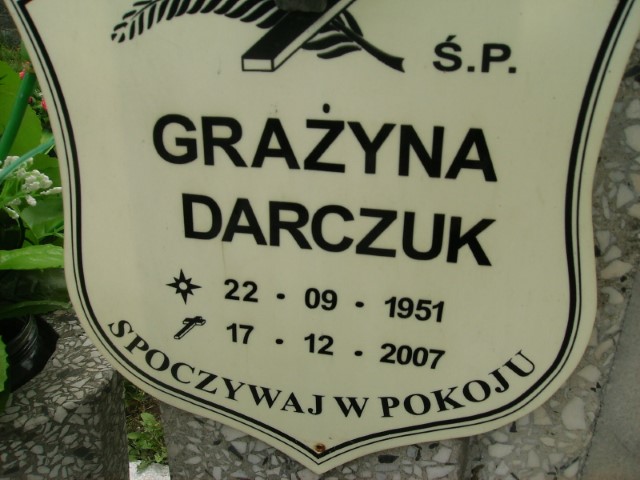 Ś.P.
GRAŻYNA
DARCZUK
22 · 09 · 1951
17 · 12 · 2007
SPOCZYWAJ W POKOJU